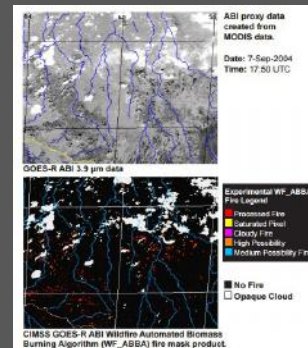 ABI proxy data
created from
MODIS data.
Date: 7-Sep-2004
Time: 17:50 UTC
GOES-R ABI 3.9 µm data
Experimental WF_ABBA
Fire Legend
Processed Fire
Saturated Pixel
Cloudy Fire
High Possibility
Medium Possibility Fire
No Fire
Opaque Cloud
CIMSS GOES-R ABI Wildfire Automated Biomass
Burning Algorithm (WF_ABBA) fire mask product.